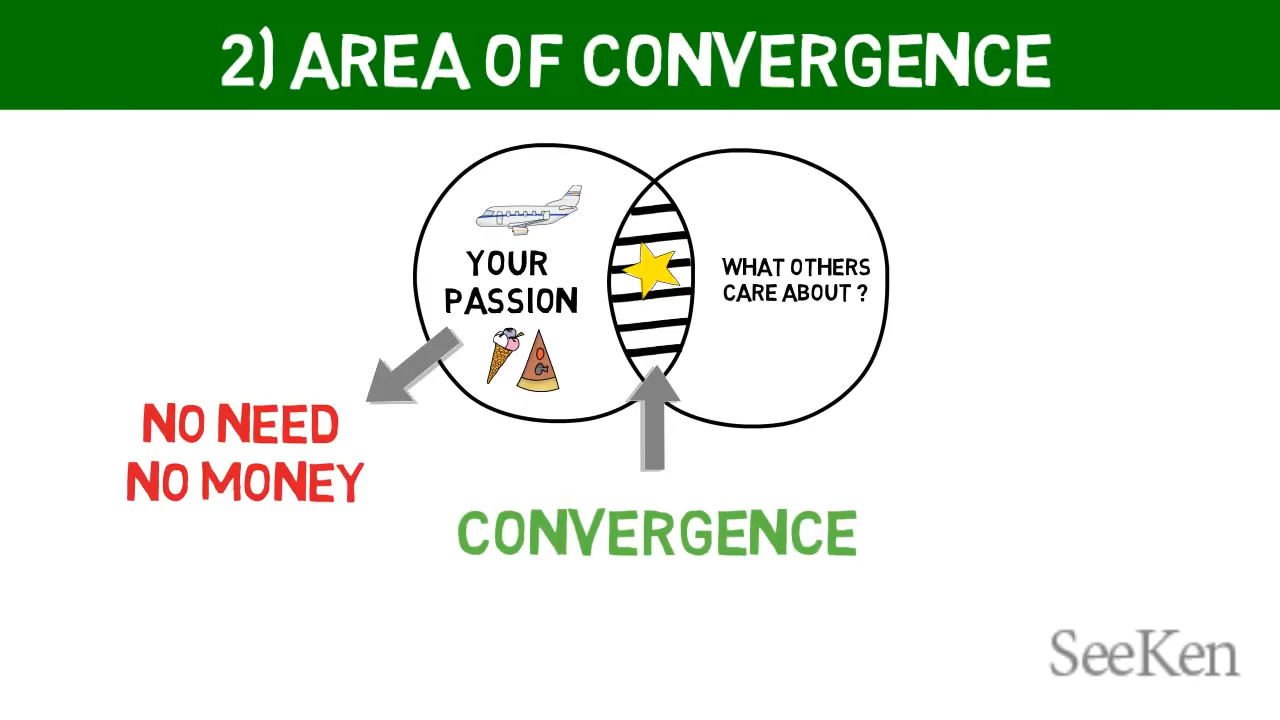 2) AREA OF CONVERGENCE
YOUR
PASSION
WHAT OTHERS
CARE ABOUT ?
NO NEED
NO MONEY
CONVERGENCE
SeeKen